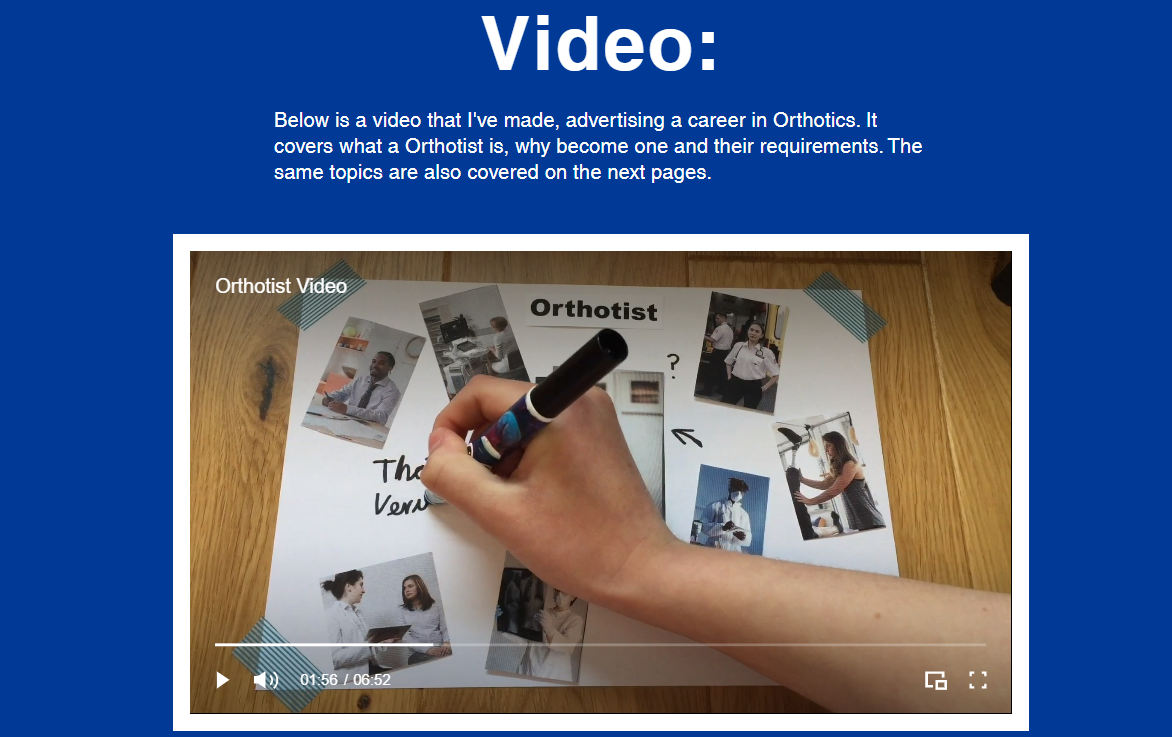 Video:
Below is a video that I've made, advertising a career in Orthotics. It
covers what a Orthotist is, why become one and their requirements. The
same topics are also covered on the next pages.
Orthotist Video
Orthotist
?
01:56 / 06:52